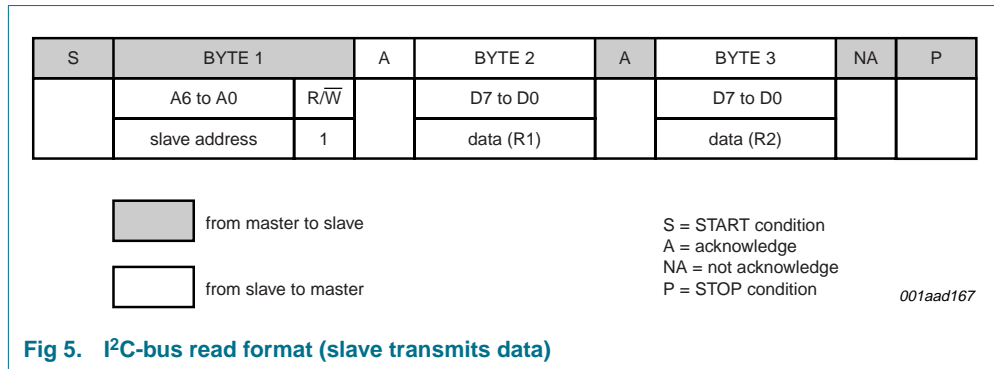 S BYTE 1 A BYTE 2 A BYTE 3 NA P
A6 to A0 R/W̅ D7 to D0 D7 to D0
slave address 1 data (R1) data (R2)
from master to slave
from slave to master
S = START condition
A = acknowledge
NA = not acknowledge
P = STOP condition
001aad167
Fig 5. I²C-bus read format (slave transmits data)